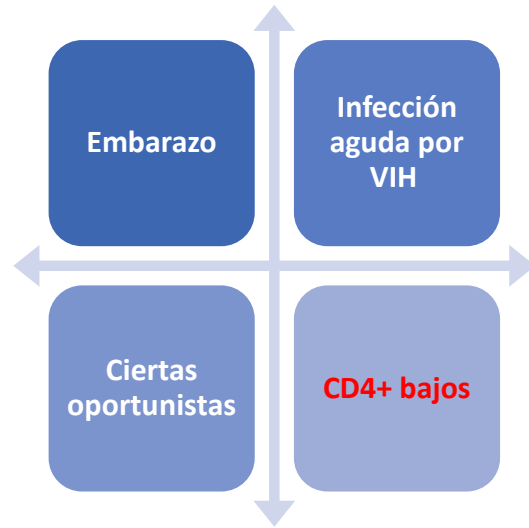 Embarazo
Infección
aguda por
VIH
Ciertas
oportunistas
CD4+ bajos